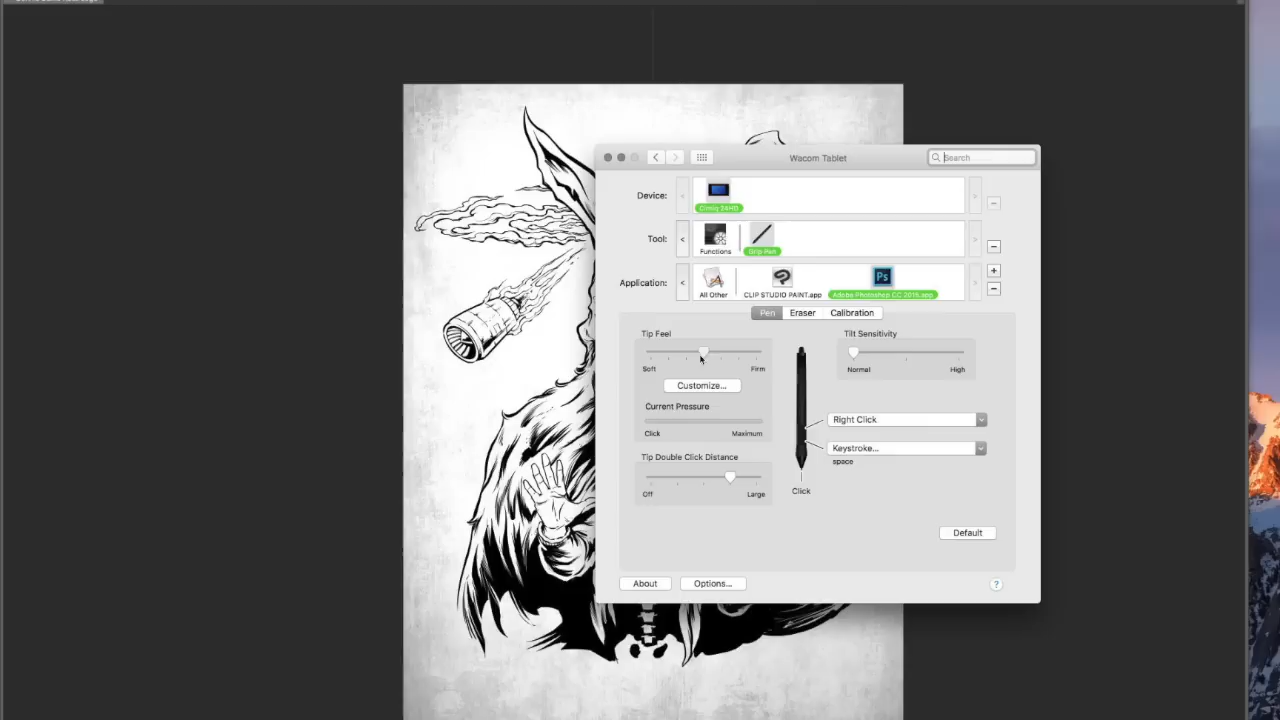 Wacom Tablet
Search
Device:
Cintiq 24HD
Tool:
Functions
Grip Pen
Application:
All Other
CLIP STUDIO PAINT.app
Adobe Photoshop CC 2015.app
Pen
Eraser
Calibration
Tip Feel
Tilt Sensitivity
Soft
Firm
Normal
High
Customize...
Current Pressure
Click
Maximum
Right Click
Keystroke...
space
Tip Double Click Distance
Off
Large
Click
Default
About
Options...
?
Ps